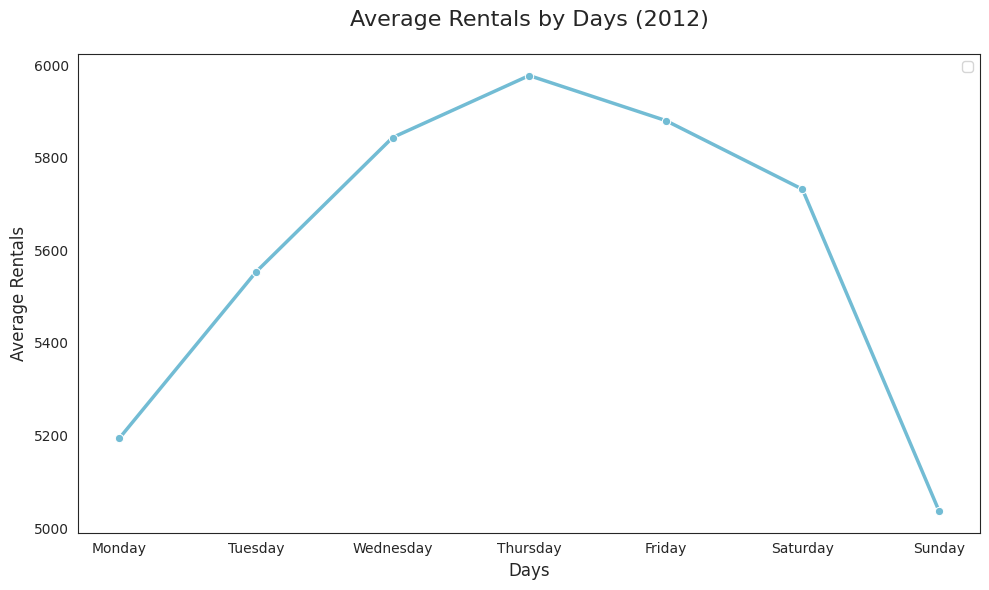 Average Rentals by Days (2012)
6000
5800
5600
5400
5200
5000
Average Rentals
Monday Tuesday Wednesday Thursday Friday Saturday Sunday
Days